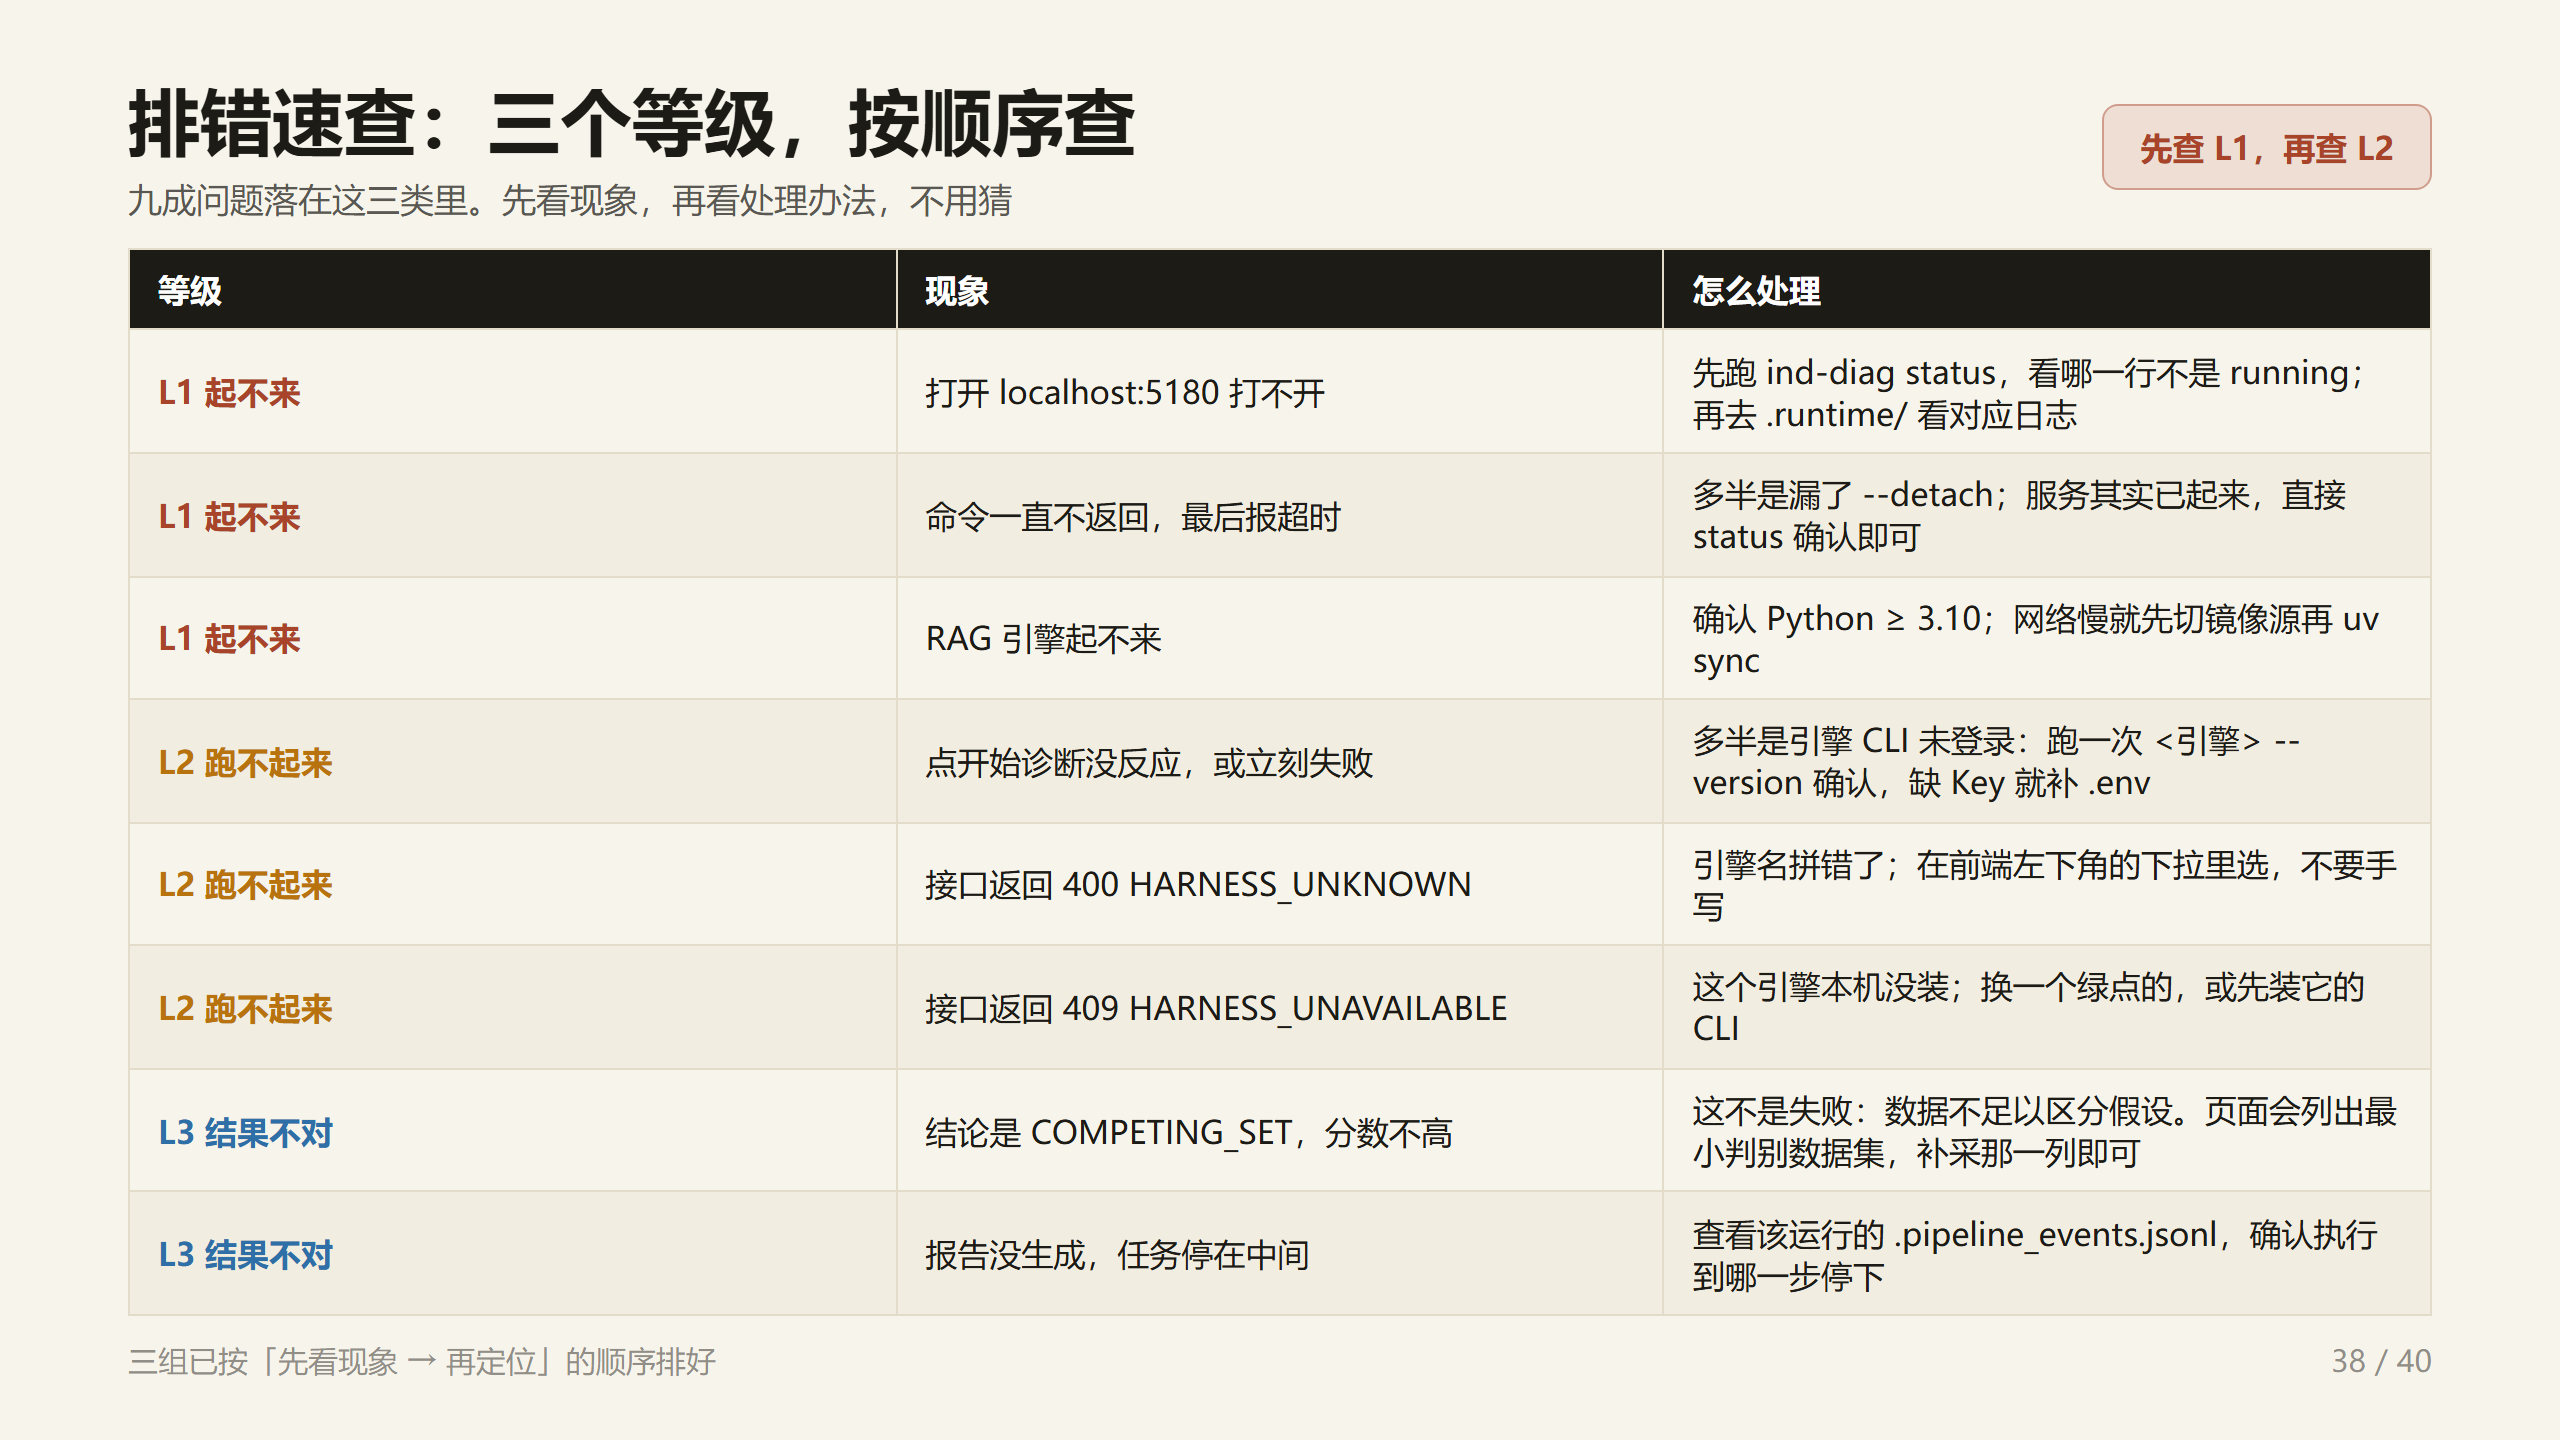 排错速查：三个等级，按顺序查
先查 L1，再查 L2
九成问题落在这三类里。先看现象，再看处理办法，不用猜
等级
现象
怎么处理
L1 起不来
打开 localhost:5180 打不开
先跑 ind-diag status，看哪一行不是 running；
再去 .runtime/ 看对应日志
L1 起不来
命令一直不返回，最后报超时
多半是漏了 --detach；服务其实已起来，直接
status 确认即可
L1 起不来
RAG 引擎起不来
确认 Python ≥ 3.10；网络慢就先切镜像源再 uv
sync
L2 跑不起来
点开始诊断没反应，或立刻失败
多半是引擎 CLI 未登录：跑一次 <引擎> --
version 确认，缺 Key 就补 .env
L2 跑不起来
接口返回 400 HARNESS_UNKNOWN
引擎名拼错了；在前端左下角的下拉里选，不要手
写
L2 跑不起来
接口返回 409 HARNESS_UNAVAILABLE
这个引擎本机没装；换一个绿点的，或先装它的
CLI
L3 结果不对
结论是 COMPETING_SET，分数不高
这不是失败：数据不足以区分假设。页面会列出最
小判别数据集，补采那一列即可
L3 结果不对
报告没生成，任务停在中间
查看该运行的 .pipeline_events.jsonl，确认执行
到哪一步停下
三组已按「先看现象 → 再定位」的顺序排好
38 / 40